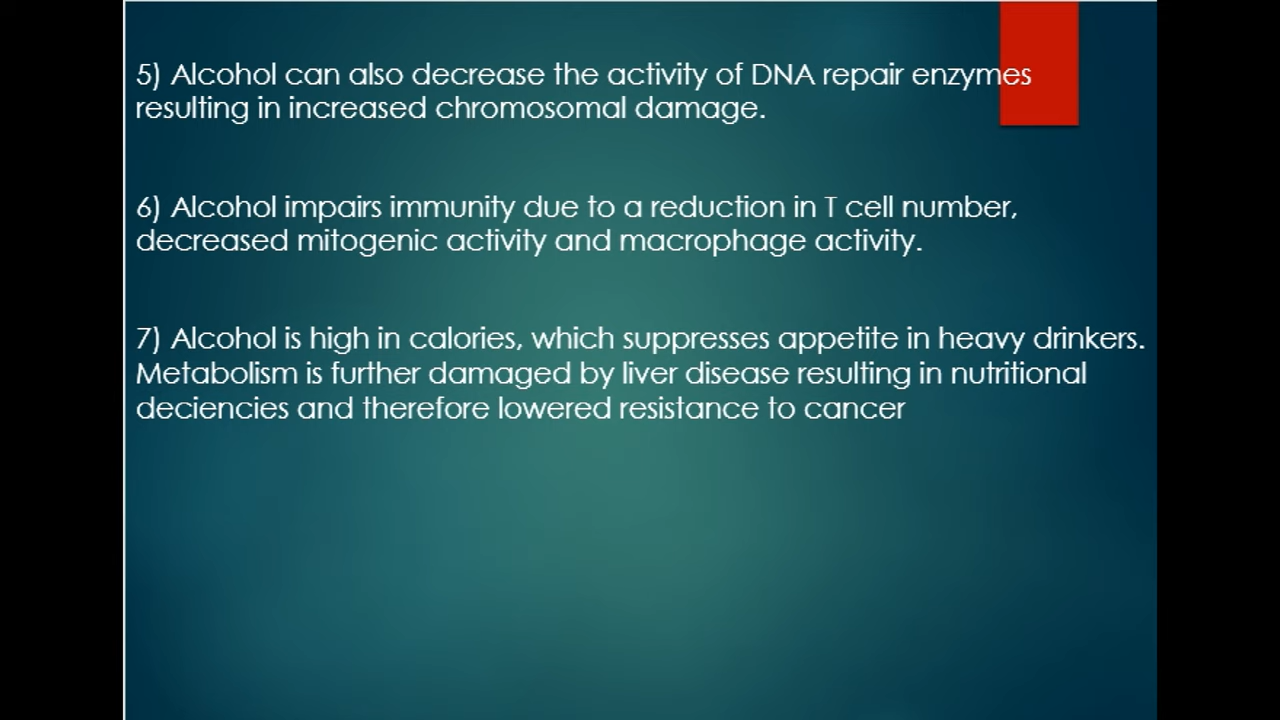 5) Alcohol can also decrease the activity of DNA repair enzymes
resulting in increased chromosomal damage.
6) Alcohol impairs immunity due to a reduction in T cell number,
decreased mitogenic activity and macrophage activity.
7) Alcohol is high in calories, which suppresses appetite in heavy drinkers.
Metabolism is further damaged by liver disease resulting in nutritional
deciencies and therefore lowered resistance to cancer